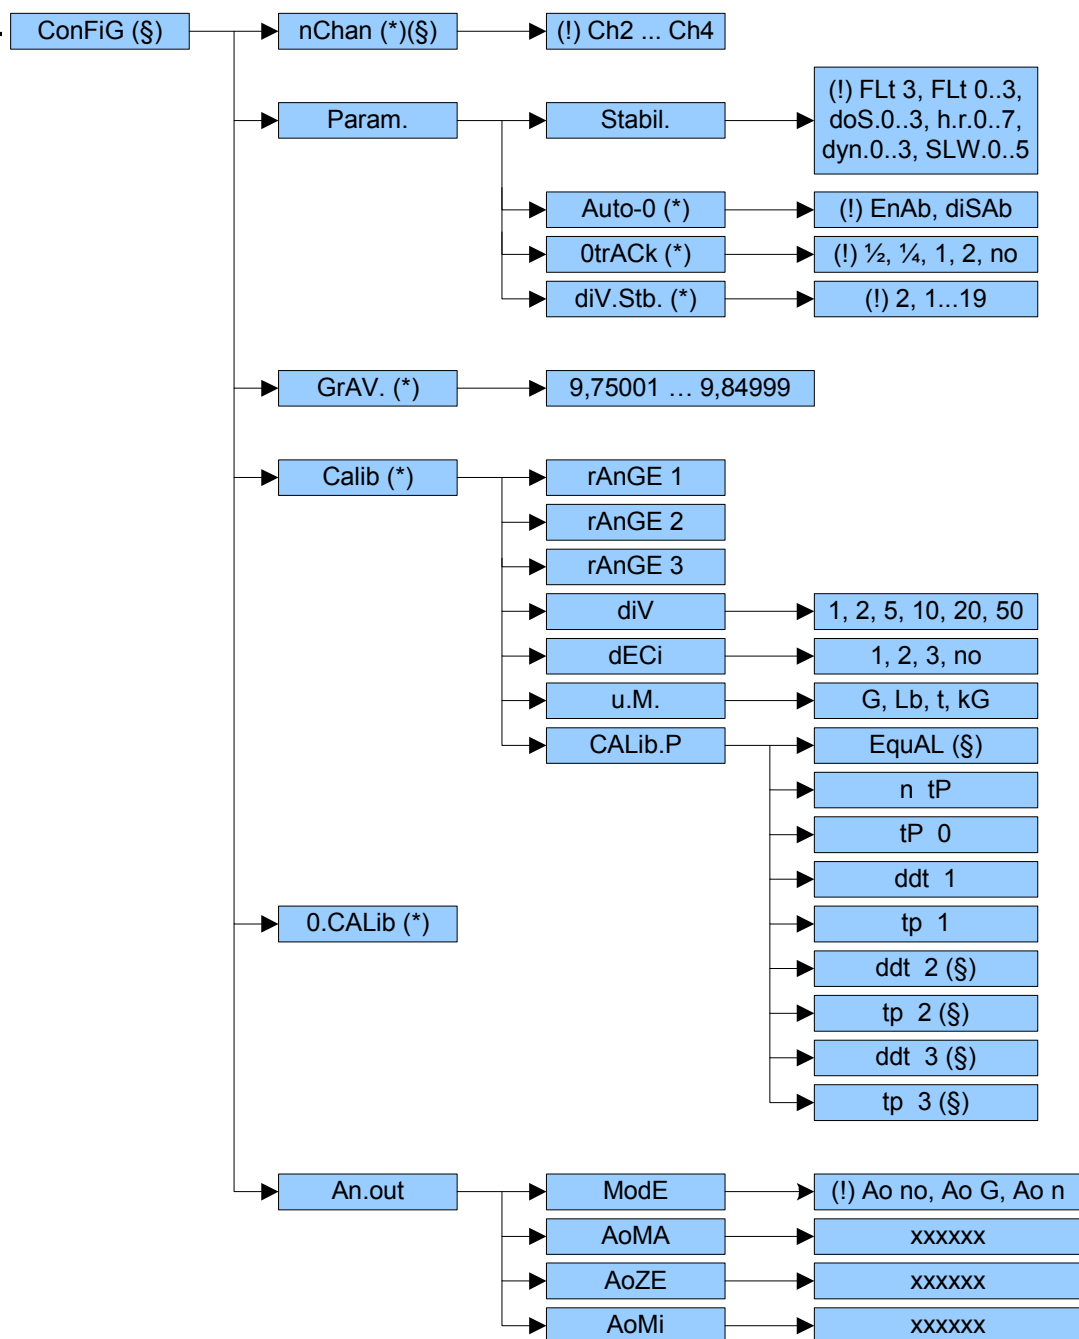 ConFiG (§)
nChan (*)(§)
(!) Ch2 ... Ch4
Param.
Stabil.
(!) FLt 3, FLt 0..3,
doS.0..3, h.r.0..7,
dyn.0..3, SLW.0..5
Auto-0 (*)
(!) EnAb, diSAb
0trACk (*)
(!) ½, ¼, 1, 2, no
diV.Stb. (*)
(!) 2, 1...19
GrAV. (*)
9,75001 … 9,84999
Calib (*)
rAnGE 1
rAnGE 2
rAnGE 3
diV
1, 2, 5, 10, 20, 50
dECi
1, 2, 3, no
u.M.
G, Lb, t, kG
CALib.P
EquAL (§)
n tP
tP 0
ddt 1
tp 1
ddt 2 (§)
tp 2 (§)
ddt 3 (§)
tp 3 (§)
0.CALib (*)
An.out
ModE
(!) Ao no, Ao G, Ao n
AoMA
xxxxxx
AoZE
xxxxxx
AoMi
xxxxxx